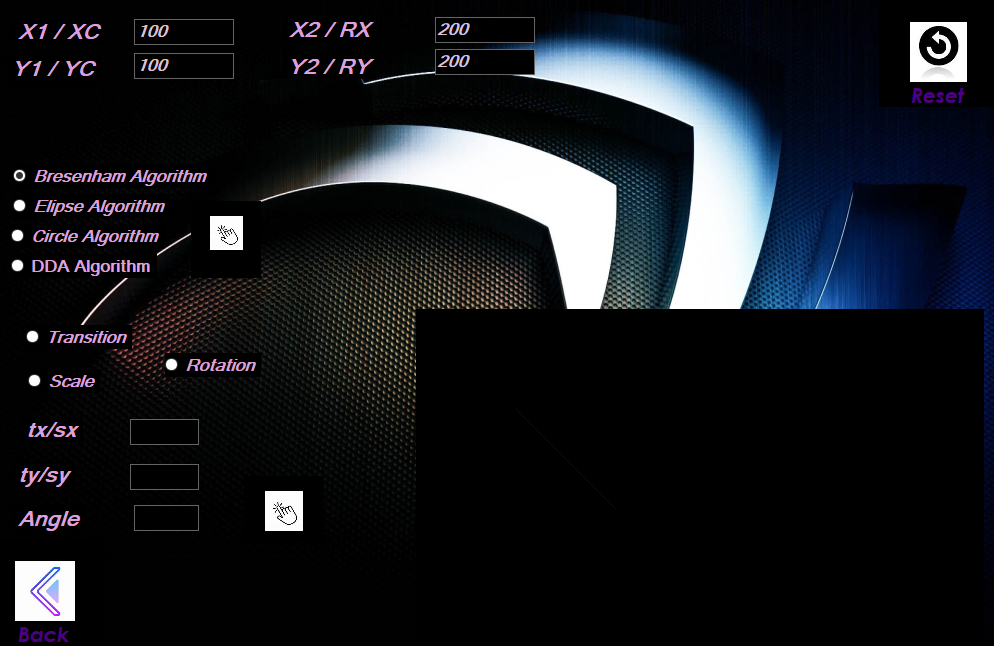 X1 / XC 100 X2 / RX 200
Y1 / YC 100 Y2 / RY 200
Reset
Bresenham Algorithm
Elipse Algorithm
Circle Algorithm
DDA Algorithm
Transition
Rotation
Scale
tx/sx
ty/sy
Angle
Back